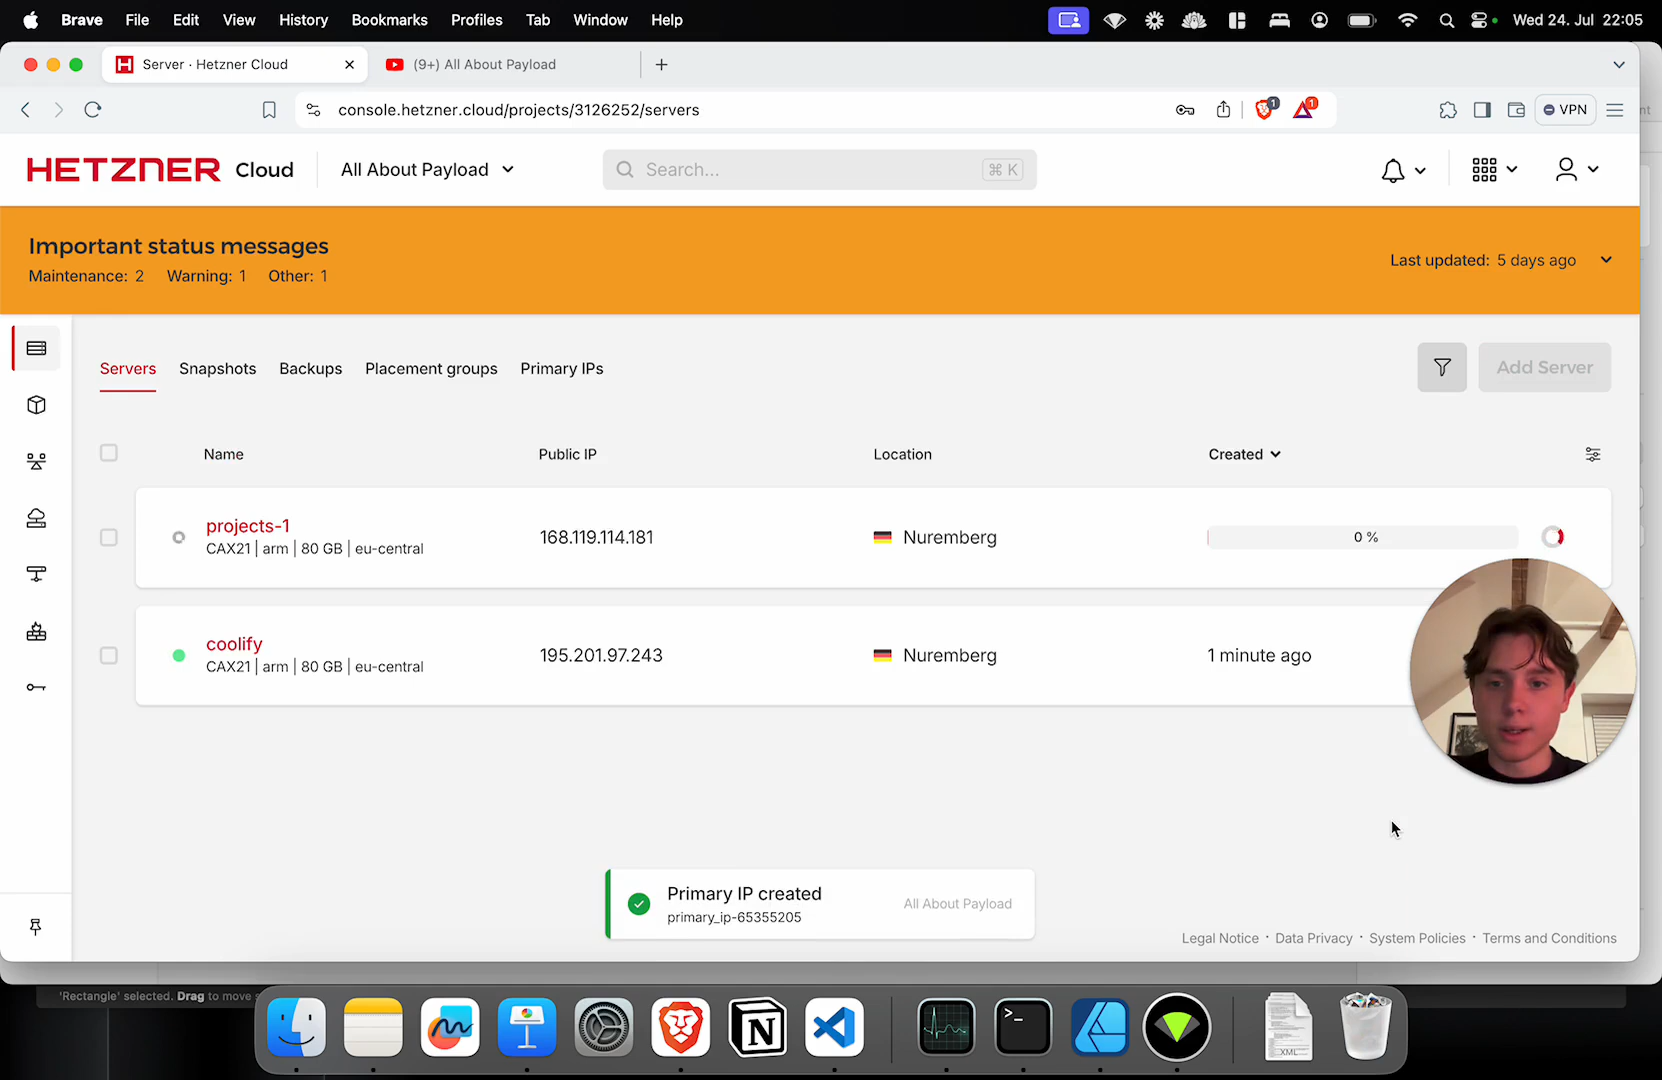 Brave File Edit View History Bookmarks Profiles Tab Window Help Wed 24. Jul 22:05
Server · Hetzner Cloud (9+) All About Payload
console.hetzner.cloud/projects/3126252/servers 1 1 VPN
HETZNER Cloud All About Payload Search... ⌘ K
Important status messages
Maintenance: 2 Warning: 1 Other: 1
Last updated: 5 days ago
Servers Snapshots Backups Placement groups Primary IPs Add Server
Name Public IP Location Created
projects-1 168.119.114.181 Nuremberg 0 %
CAX21 | arm | 80 GB | eu-central
coolify 195.201.97.243 Nuremberg 1 minute ago
CAX21 | arm | 80 GB | eu-central
Primary IP created
primary_ip-65355205
All About Payload
Legal Notice · Data Privacy · System Policies · Terms and Conditions
'Rectangle' selected. Drag to move
XML